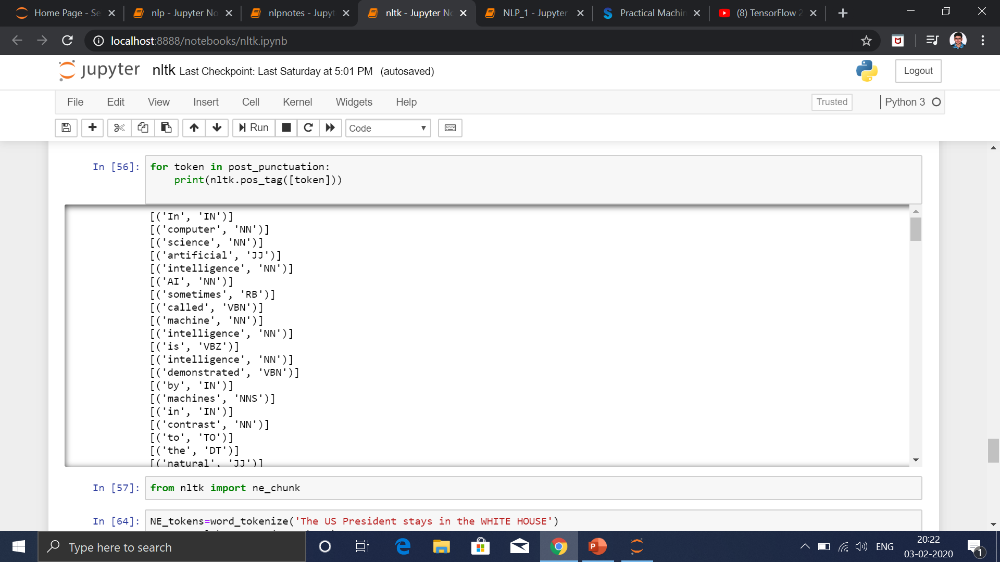 Home Page - Se
nlp - Jupyter No
nlpnotes - Jupyt
nltk - Jupyter No
NLP_1 - Jupyter
Practical Machin
(8) TensorFlow 2
localhost:8888/notebooks/nltk.ipynb
jupyter nltk Last Checkpoint: Last Saturday at 5:01 PM (autosaved)
Logout
File Edit View Insert Cell Kernel Widgets Help
Trusted
Python 3
Run
Code
In [56]: for token in post_punctuation:
    print(nltk.pos_tag([token]))
[('In', 'IN')]
[('computer', 'NN')]
[('science', 'NN')]
[('artificial', 'JJ')]
[('intelligence', 'NN')]
[('AI', 'NN')]
[('sometimes', 'RB')]
[('called', 'VBN')]
[('machine', 'NN')]
[('intelligence', 'NN')]
[('is', 'VBZ')]
[('intelligence', 'NN')]
[('demonstrated', 'VBN')]
[('by', 'IN')]
[('machines', 'NNS')]
[('in', 'IN')]
[('contrast', 'NN')]
[('to', 'TO')]
[('the', 'DT')]
[('natural', 'JJ')]
In [57]: from nltk import ne_chunk
In [64]: NE_tokens=word_tokenize('The US President stays in the WHITE HOUSE')
Type here to search
P
ENG
20:22
03-02-2020
1